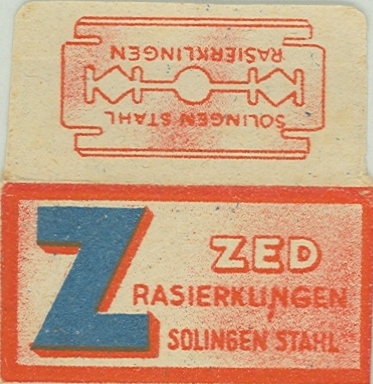 SOLINGEN STAHL
RASIERKLINGEN
Z
ZED
RASIERKLINGEN
SOLINGEN STAHL